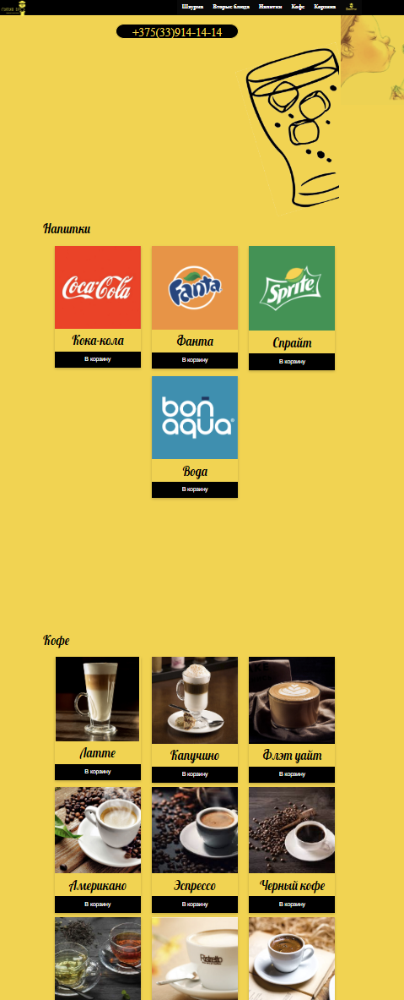 Шаурма Вторые блюда Напитки Кофе Корзина
+375(33)914-14-14
Напитки
Coca-Cola
Fanta
Sprite
Кока-кола
Фанта
Спрайт
В корзину
В корзину
В корзину
bon
aqua
Вода
В корзину
Кофе
Латте
Капучино
Флэт уайт
В корзину
В корзину
В корзину
Американо
Эспрессо
Черный кофе
В корзину
В корзину
В корзину
Ristretto